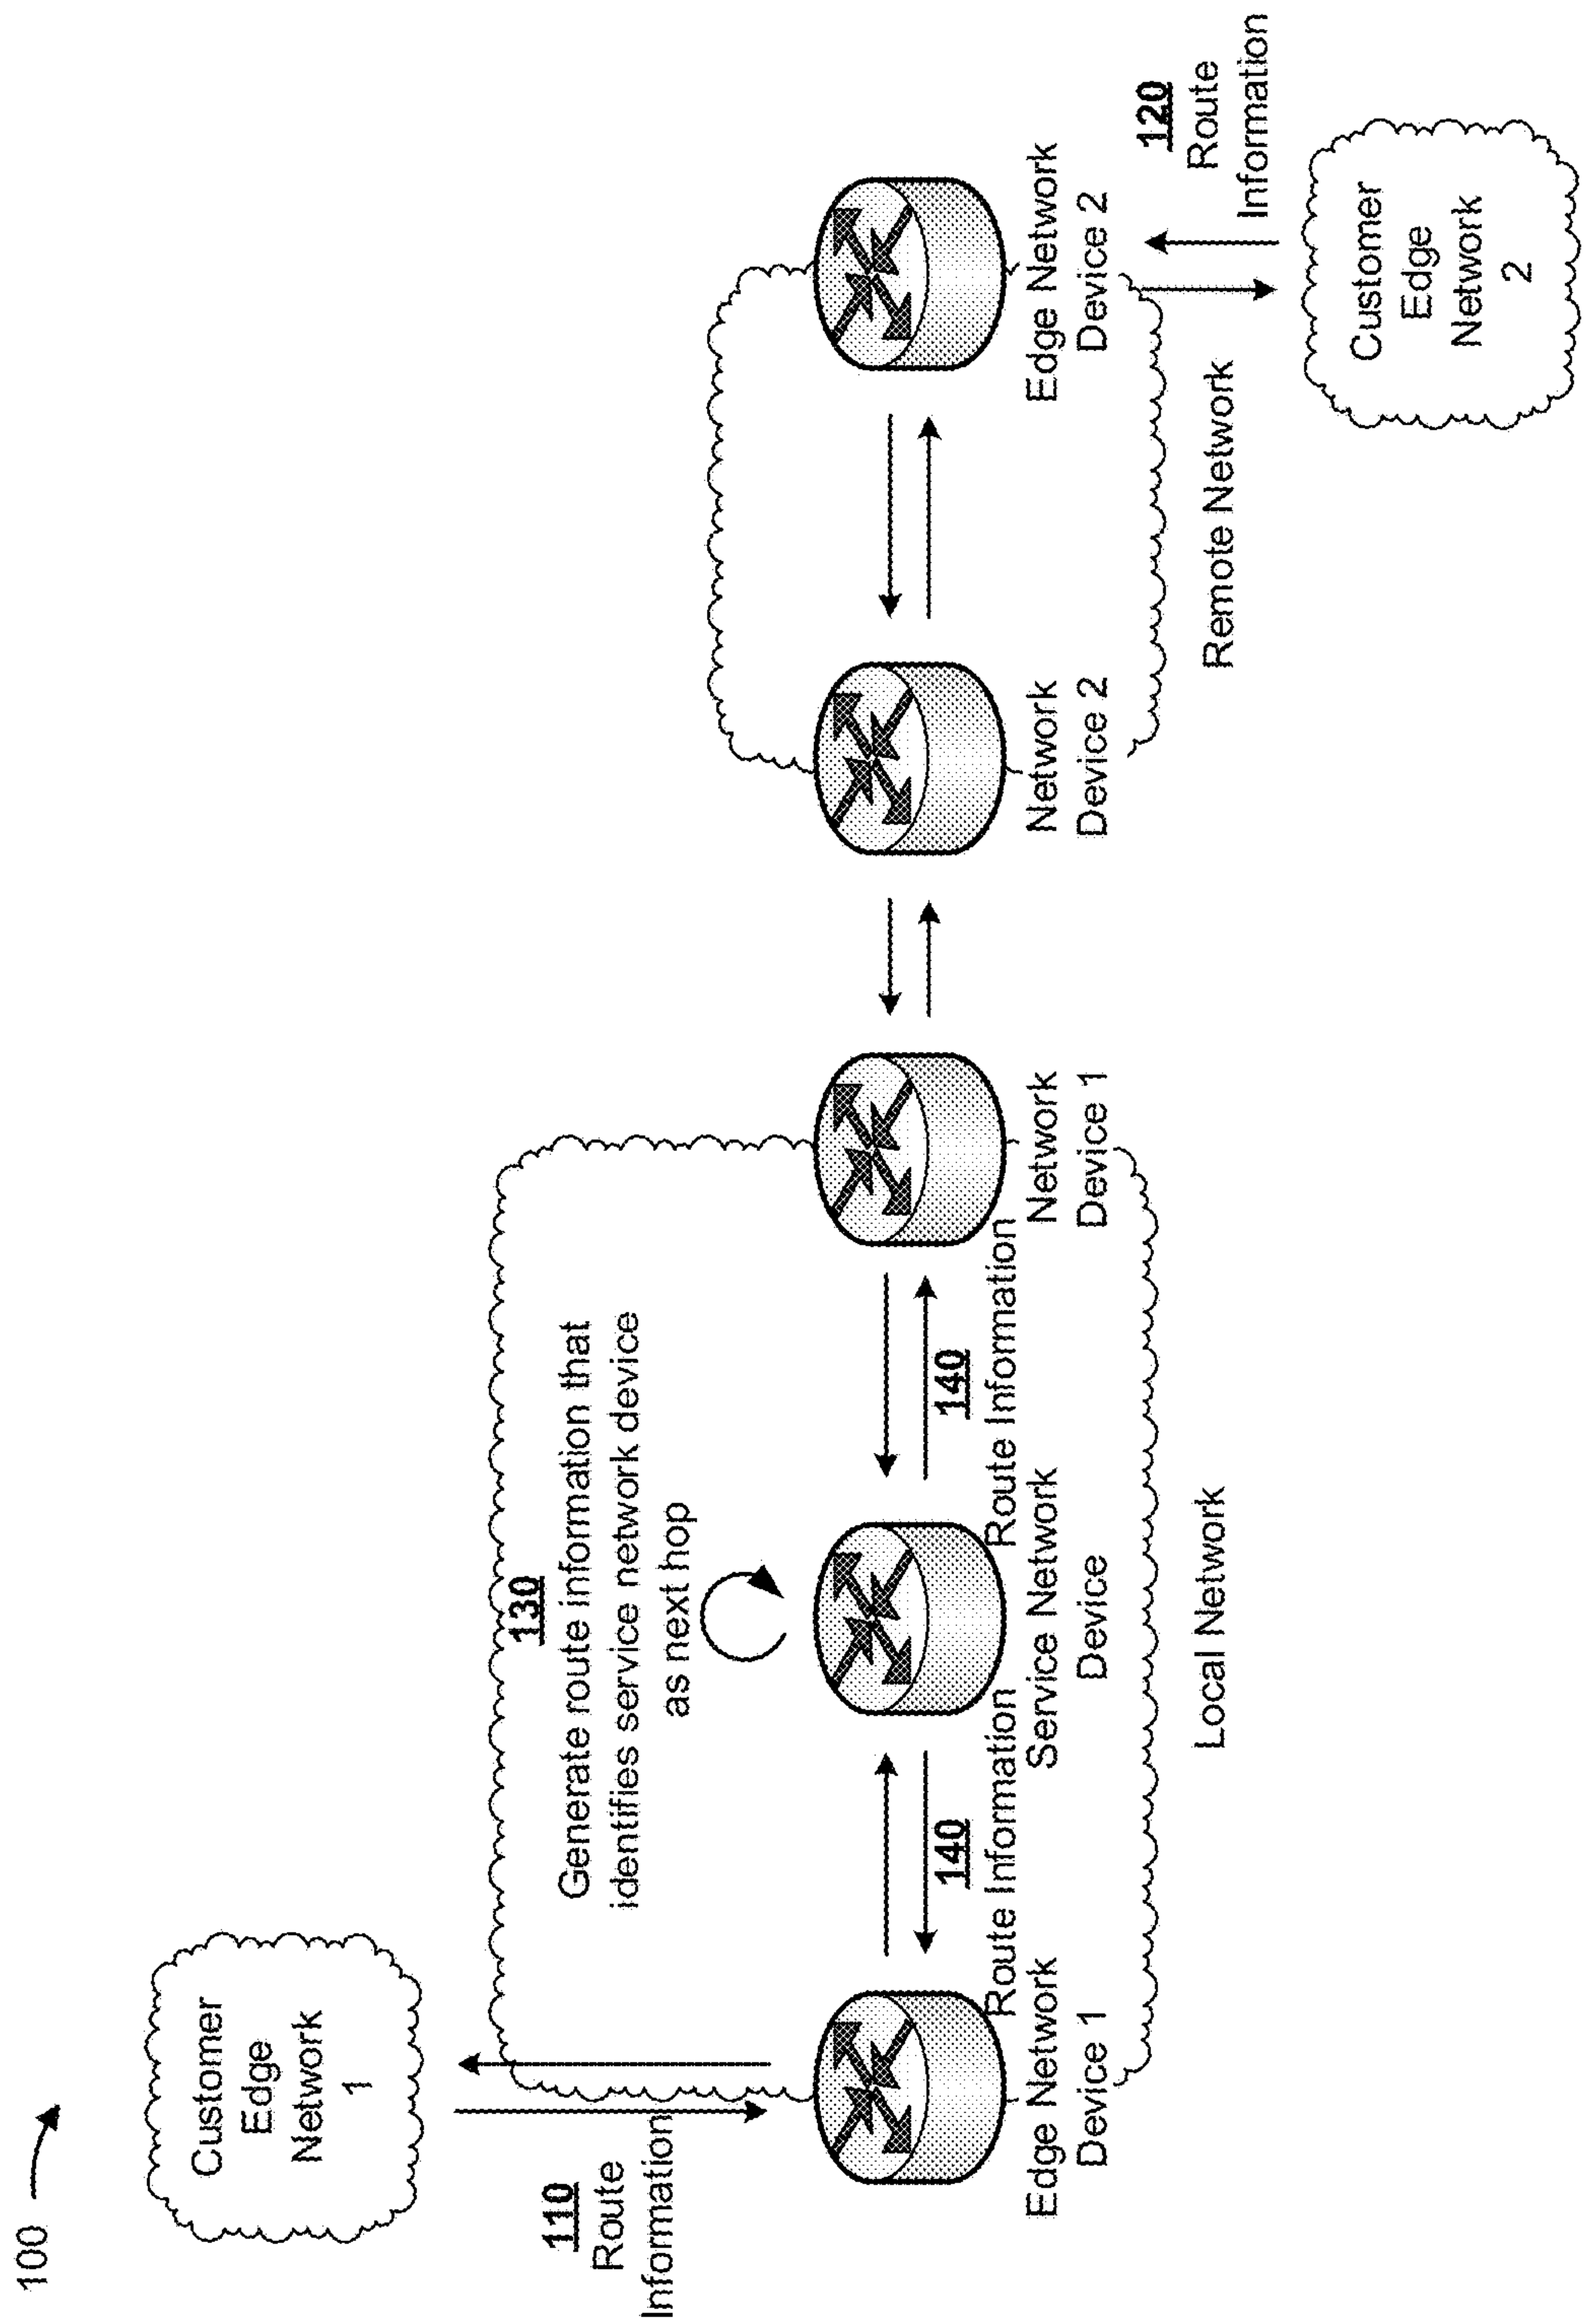 100
Customer
Edge
Network
1
110
Route
Information
130
Generate route information that
identifies service network device
as next hop
140
Route Information
140
Route Information
Edge Network
Device 1
Service Network
Device
Network
Device 1
Local Network
Network
Device 2
Edge Network
Device 2
Remote Network
120
Route
Information
Customer
Edge
Network
2